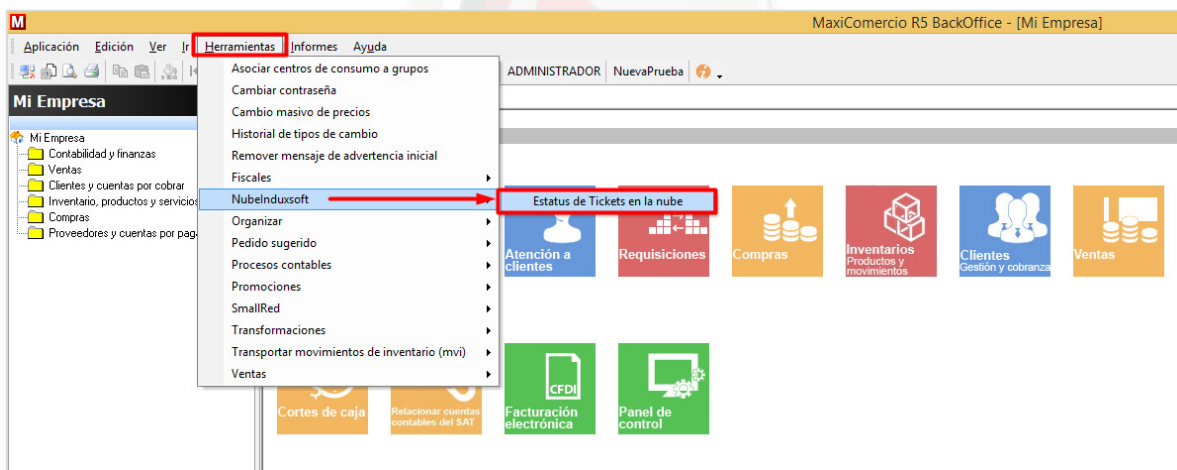 M
MaxiComercio R5 BackOffice - [Mi Empresa]
Aplicación Edición Ver Ir Herramientas Informes Ayuda
ADMINISTRADOR NuevaPrueba
Mi Empresa
Mi Empresa
Contabilidad y finanzas
Ventas
Clientes y cuentas por cobrar
Inventario, productos y servicios
Compras
Proveedores y cuentas por pag
Asociar centros de consumo a grupos
Cambiar contraseña
Cambio masivo de precios
Historial de tipos de cambio
Remover mensaje de advertencia inicial
Fiscales
NubeInduxsoft
Estatus de Tickets en la nube
Organizar
Pedido sugerido
Procesos contables
Promociones
SmallRed
Transformaciones
Transportar movimientos de inventario (mvi)
Ventas
Atención a
clientes
Requisiciones
Compras
Inventarios
Productos y
movimientos
Clientes
Gestión y cobranza
Ventas
Cortes de caja
Relacionar cuentas
contables del SAT
CFDI
Facturación
electrónica
Panel de
control